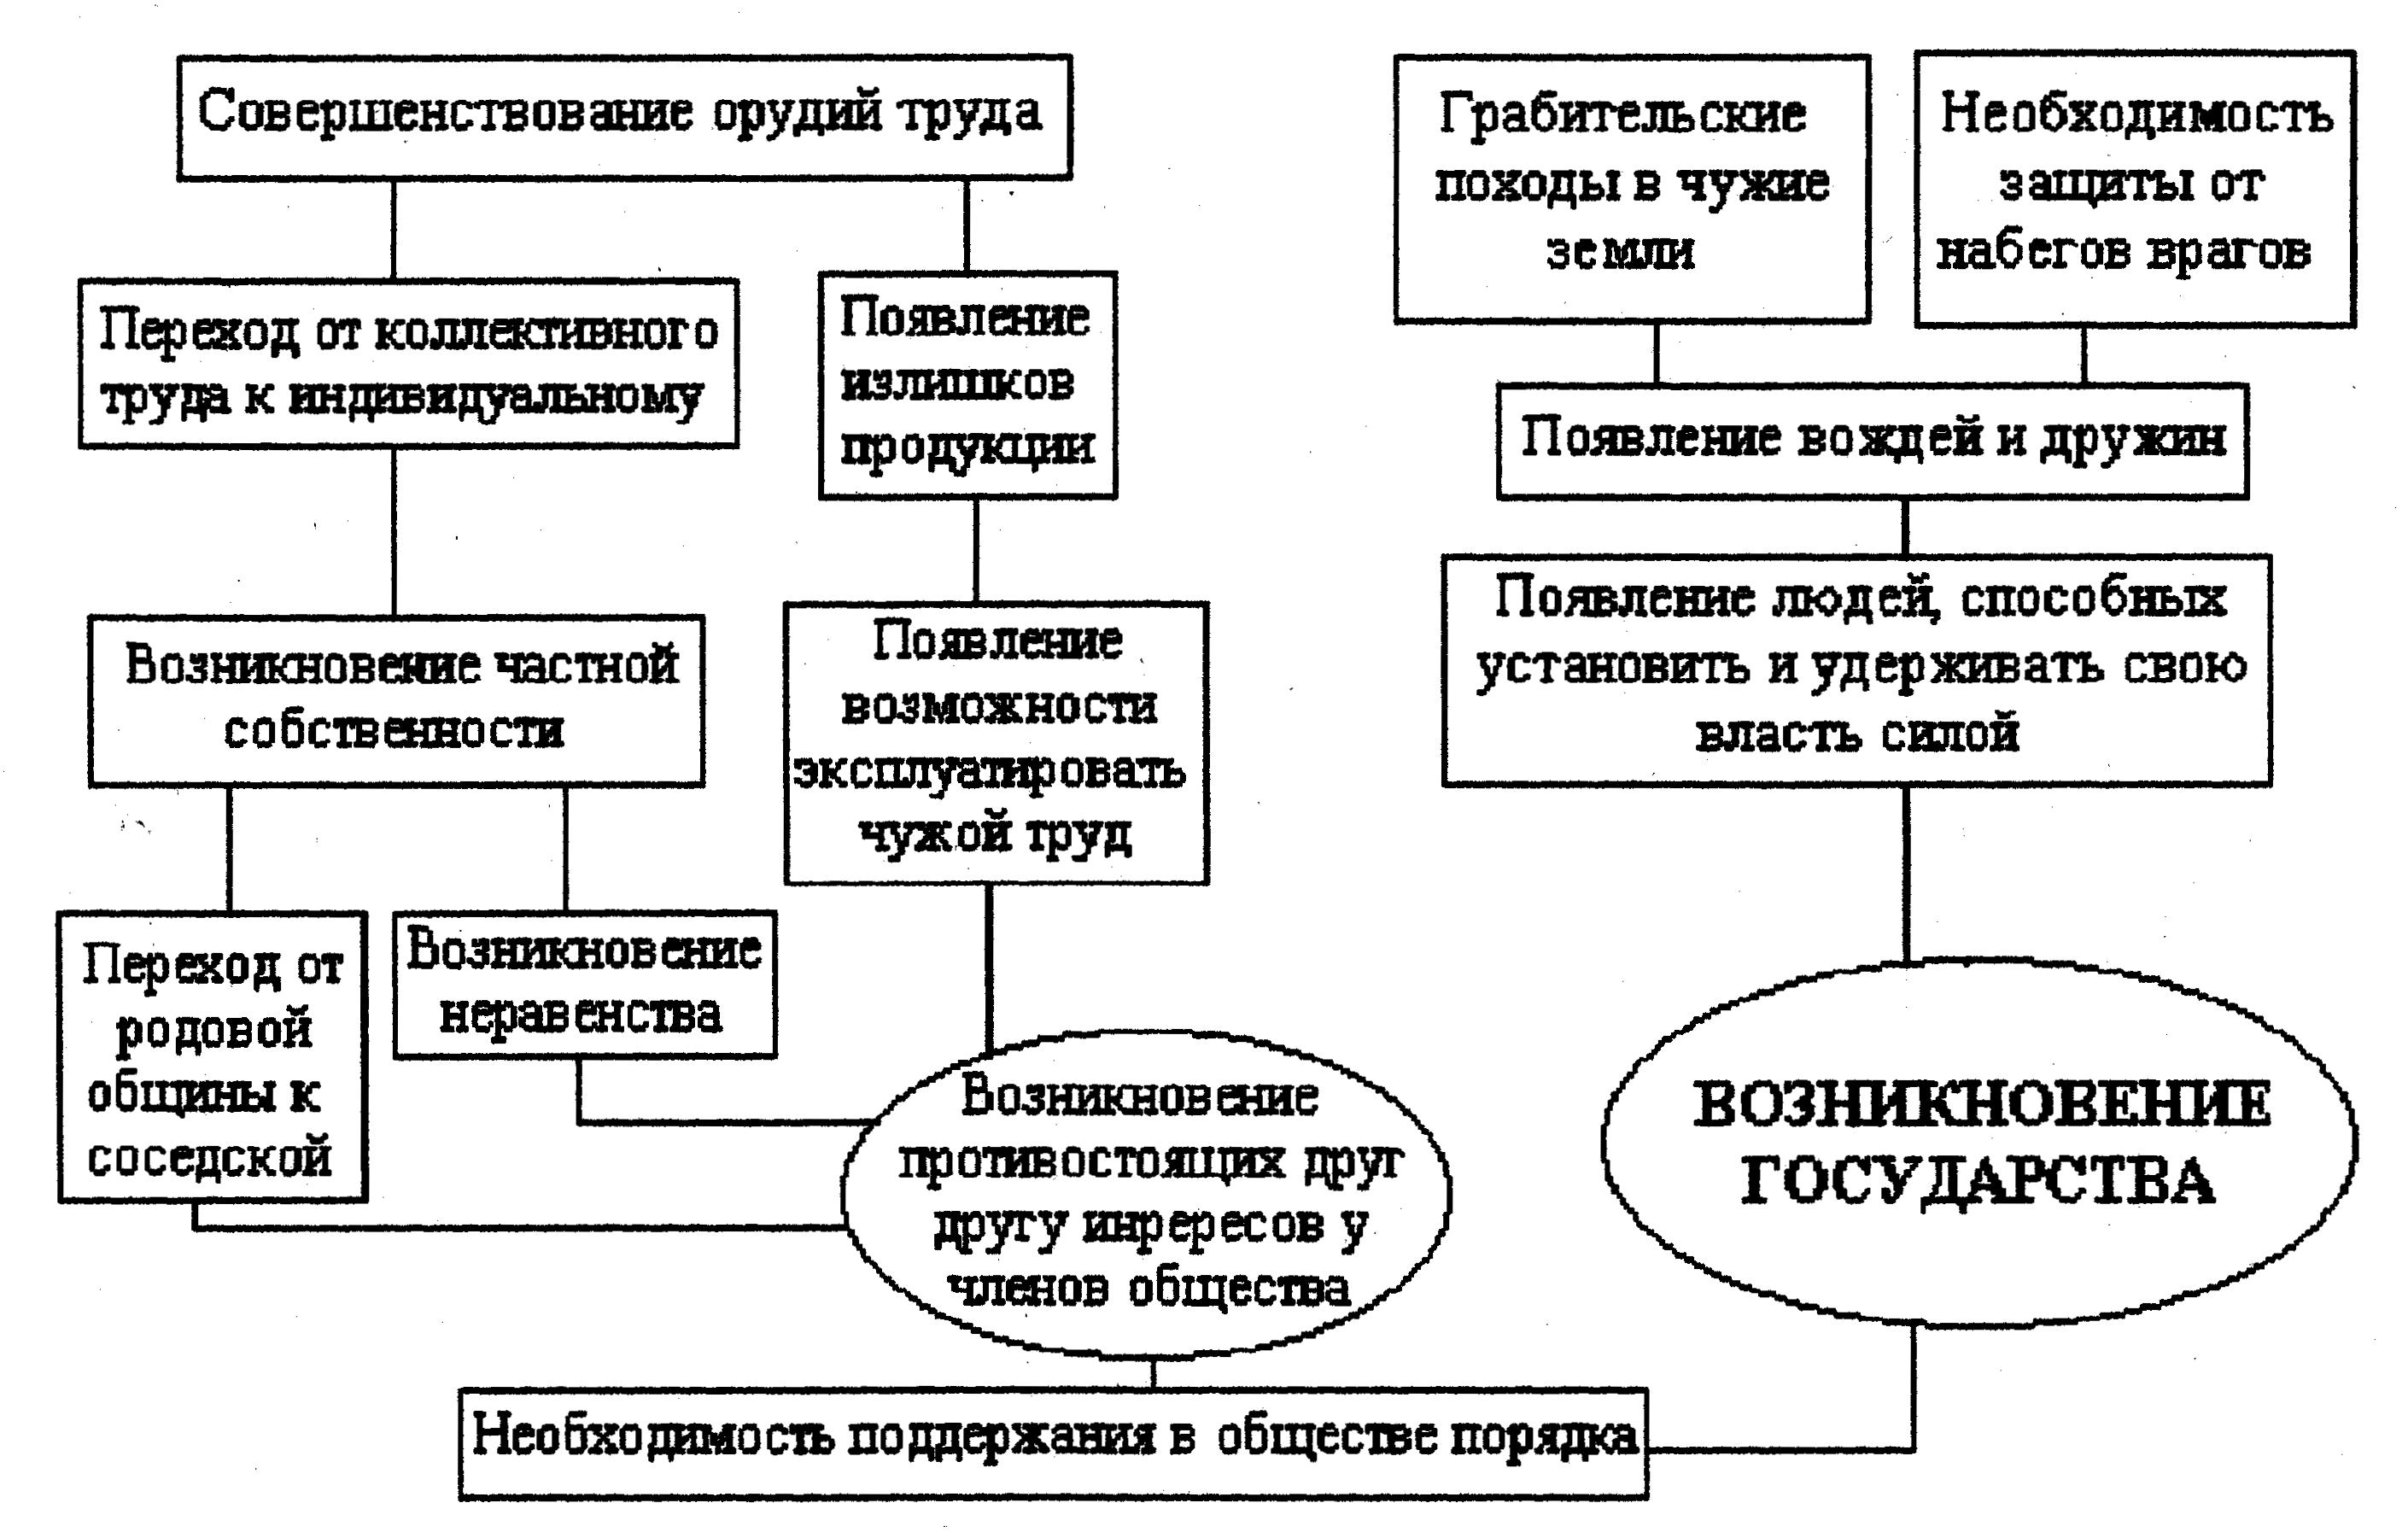 Совершенствование орудий труда
Грабительские
походы в чужие
земли
Необходимость
защиты от
набегов врагов
Переход от коллективного
труда к индивидуальному
Появление
излишков
продукции
Появление вождей и дружин
Возникновение частной
собственности
Появление
возможности
эксплуатировать
чужой труд
Появление людей, способных
установить и удерживать свою
власть силой
Переход от
родовой
общины к
соседской
Возникновение
неравенства
Возникновение
противостоящих друг
другу инрересов у
членов общества
ВОЗНИКНОВЕНИЕ
ГОСУДАРСТВА
Необходимость поддержания в обществе порядка